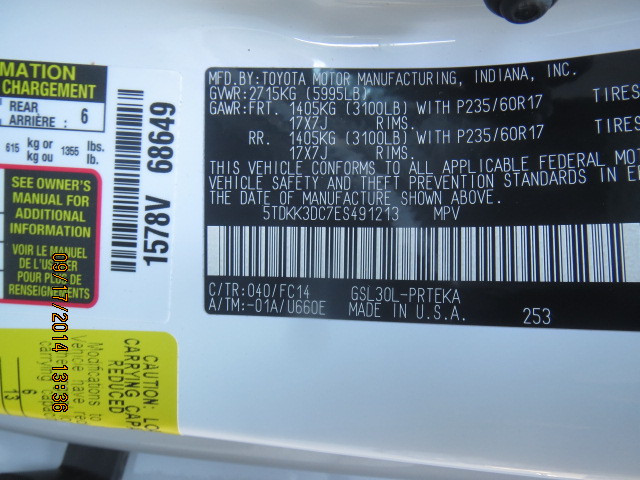 MFD.BY:TOYOTA MOTOR MANUFACTURING, INDIANA, INC.
GVWR:2715KG (5995LB)
GAWR:FRT. 1405KG (3100LB) WITH P235/60R17 TIRES
17X7J RIMS.
RR. 1405KG (3100LB) WITH P235/60R17 TIRES
17X7J RIMS.
THIS VEHICLE CONFORMS TO ALL APPLICABLE FEDERAL
VEHICLE SAFETY AND THEFT PREVENTION STANDARDS IN
THE DATE OF MANUFACTURE SHOWN ABOVE.
5TDKK3DC7ES491213 MPV
C/TR:040/FC14 GSL30L-PRTEKA
A/TM:-01A/U660E MADE IN U.S.A. 253
MATION
CHARGEMENT
REAR
ARRIÈRE : 6
615 kg or 1355 lbs.
kg ou lb.
SEE OWNER'S
MANUAL FOR
ADDITIONAL
INFORMATION
VOIR LE MANUEL
DE L'USAGER
POUR PLUS DE
RENSEIGNEMENTS
1578V 68649
CAUTION:
CARRYING
REDUCED
Modifications to
carrying
6
13
09/17/2014 13:36